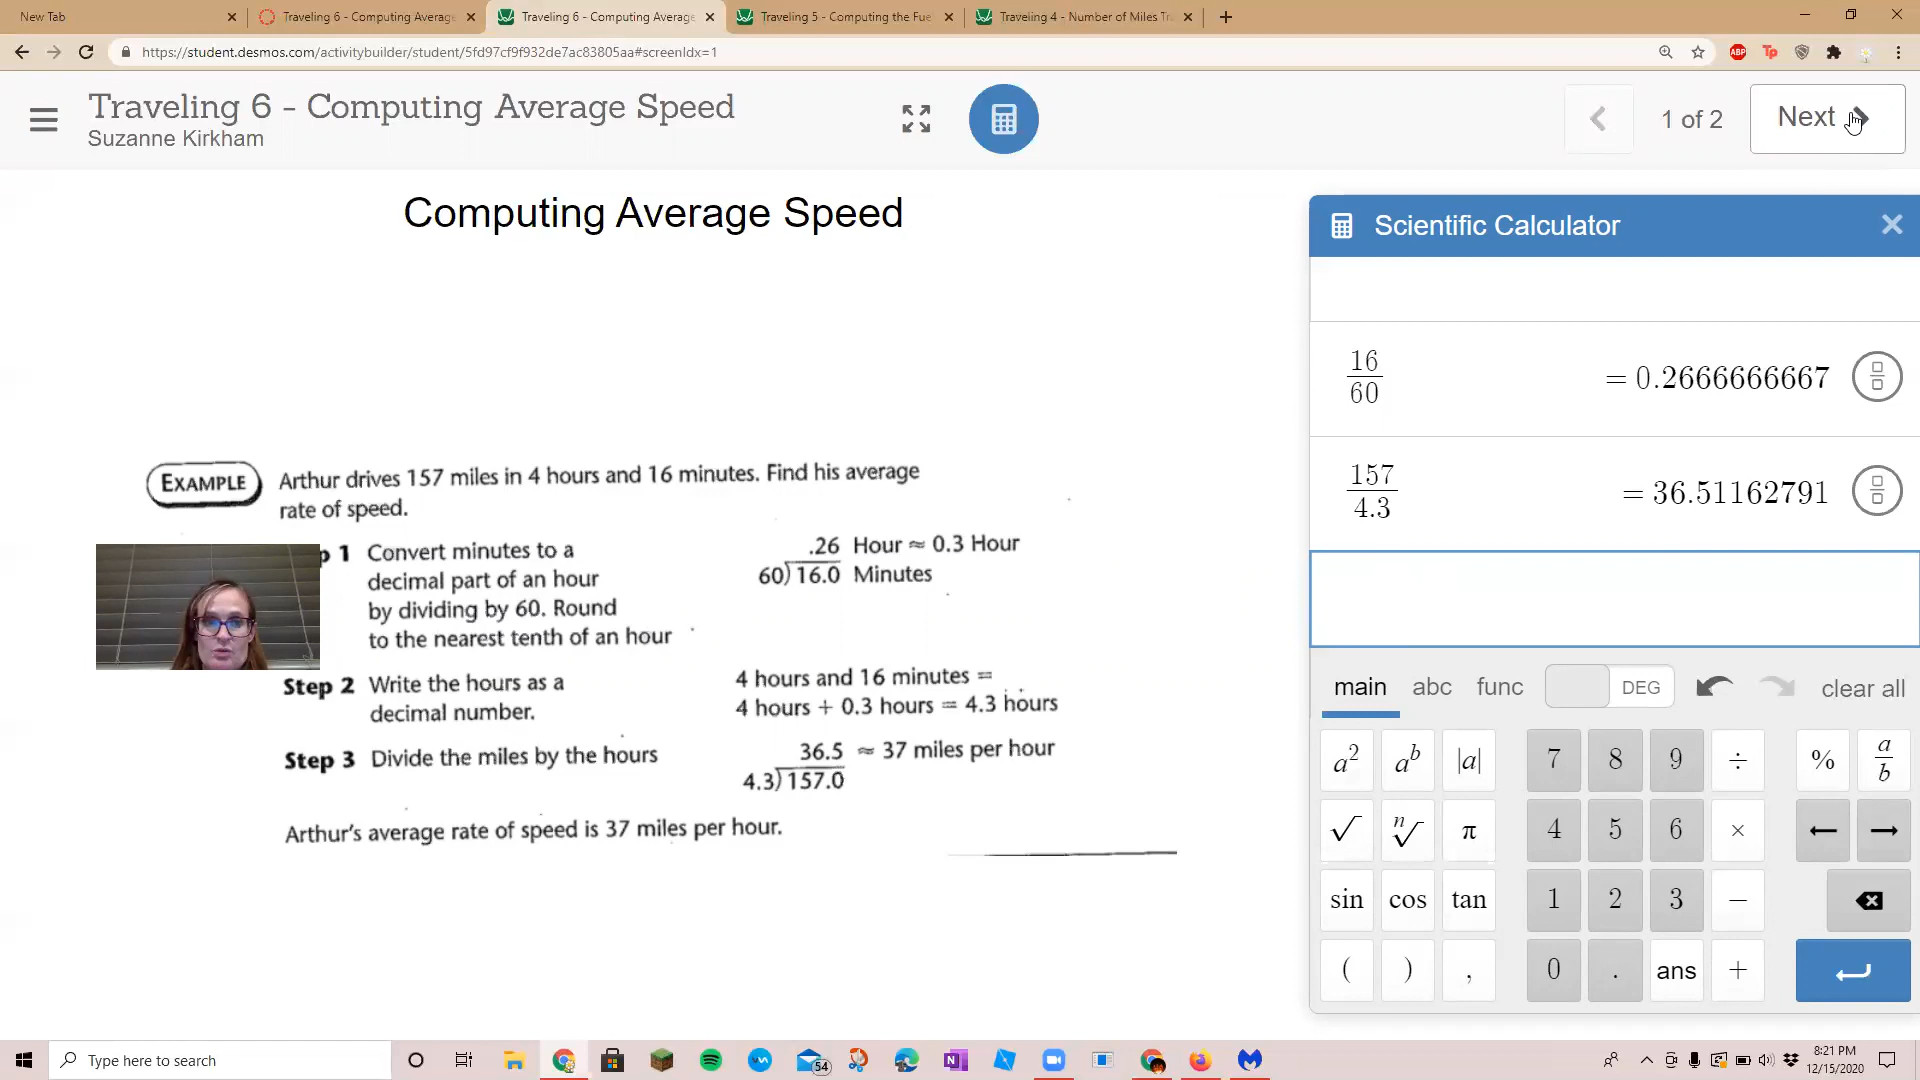 New Tab
Traveling 6 - Computing Average
Traveling 6 - Computing Average
Traveling 5 - Computing the Fue
Traveling 4 - Number of Miles Tr
https://student.desmos.com/activitybuilder/student/5fd97cf9f932de7ac83805aa#screenIdx=1
ABP
Tp
Traveling 6 - Computing Average Speed
Suzanne Kirkham
1 of 2
Next
Computing Average Speed
EXAMPLE Arthur drives 157 miles in 4 hours and 16 minutes. Find his average
rate of speed.
p 1 Convert minutes to a
decimal part of an hour
by dividing by 60. Round
to the nearest tenth of an hour
.26 Hour ≈ 0.3 Hour
60)16.0 Minutes
Step 2 Write the hours as a
decimal number.
4 hours and 16 minutes =
4 hours + 0.3 hours = 4.3 hours
Step 3 Divide the miles by the hours
36.5 ≈ 37 miles per hour
4.3)157.0
Arthur's average rate of speed is 37 miles per hour.
Scientific Calculator
16/60 = 0.2666666667
157/4.3 = 36.51162791
main abc func DEG clear all
a² aᵇ |a| 7 8 9 ÷ % a/b
√ ⁿ√ π 4 5 6 × ← →
sin cos tan 1 2 3 −
( ) , 0 . ans +
Type here to search
54
N
8:21 PM
12/15/2020